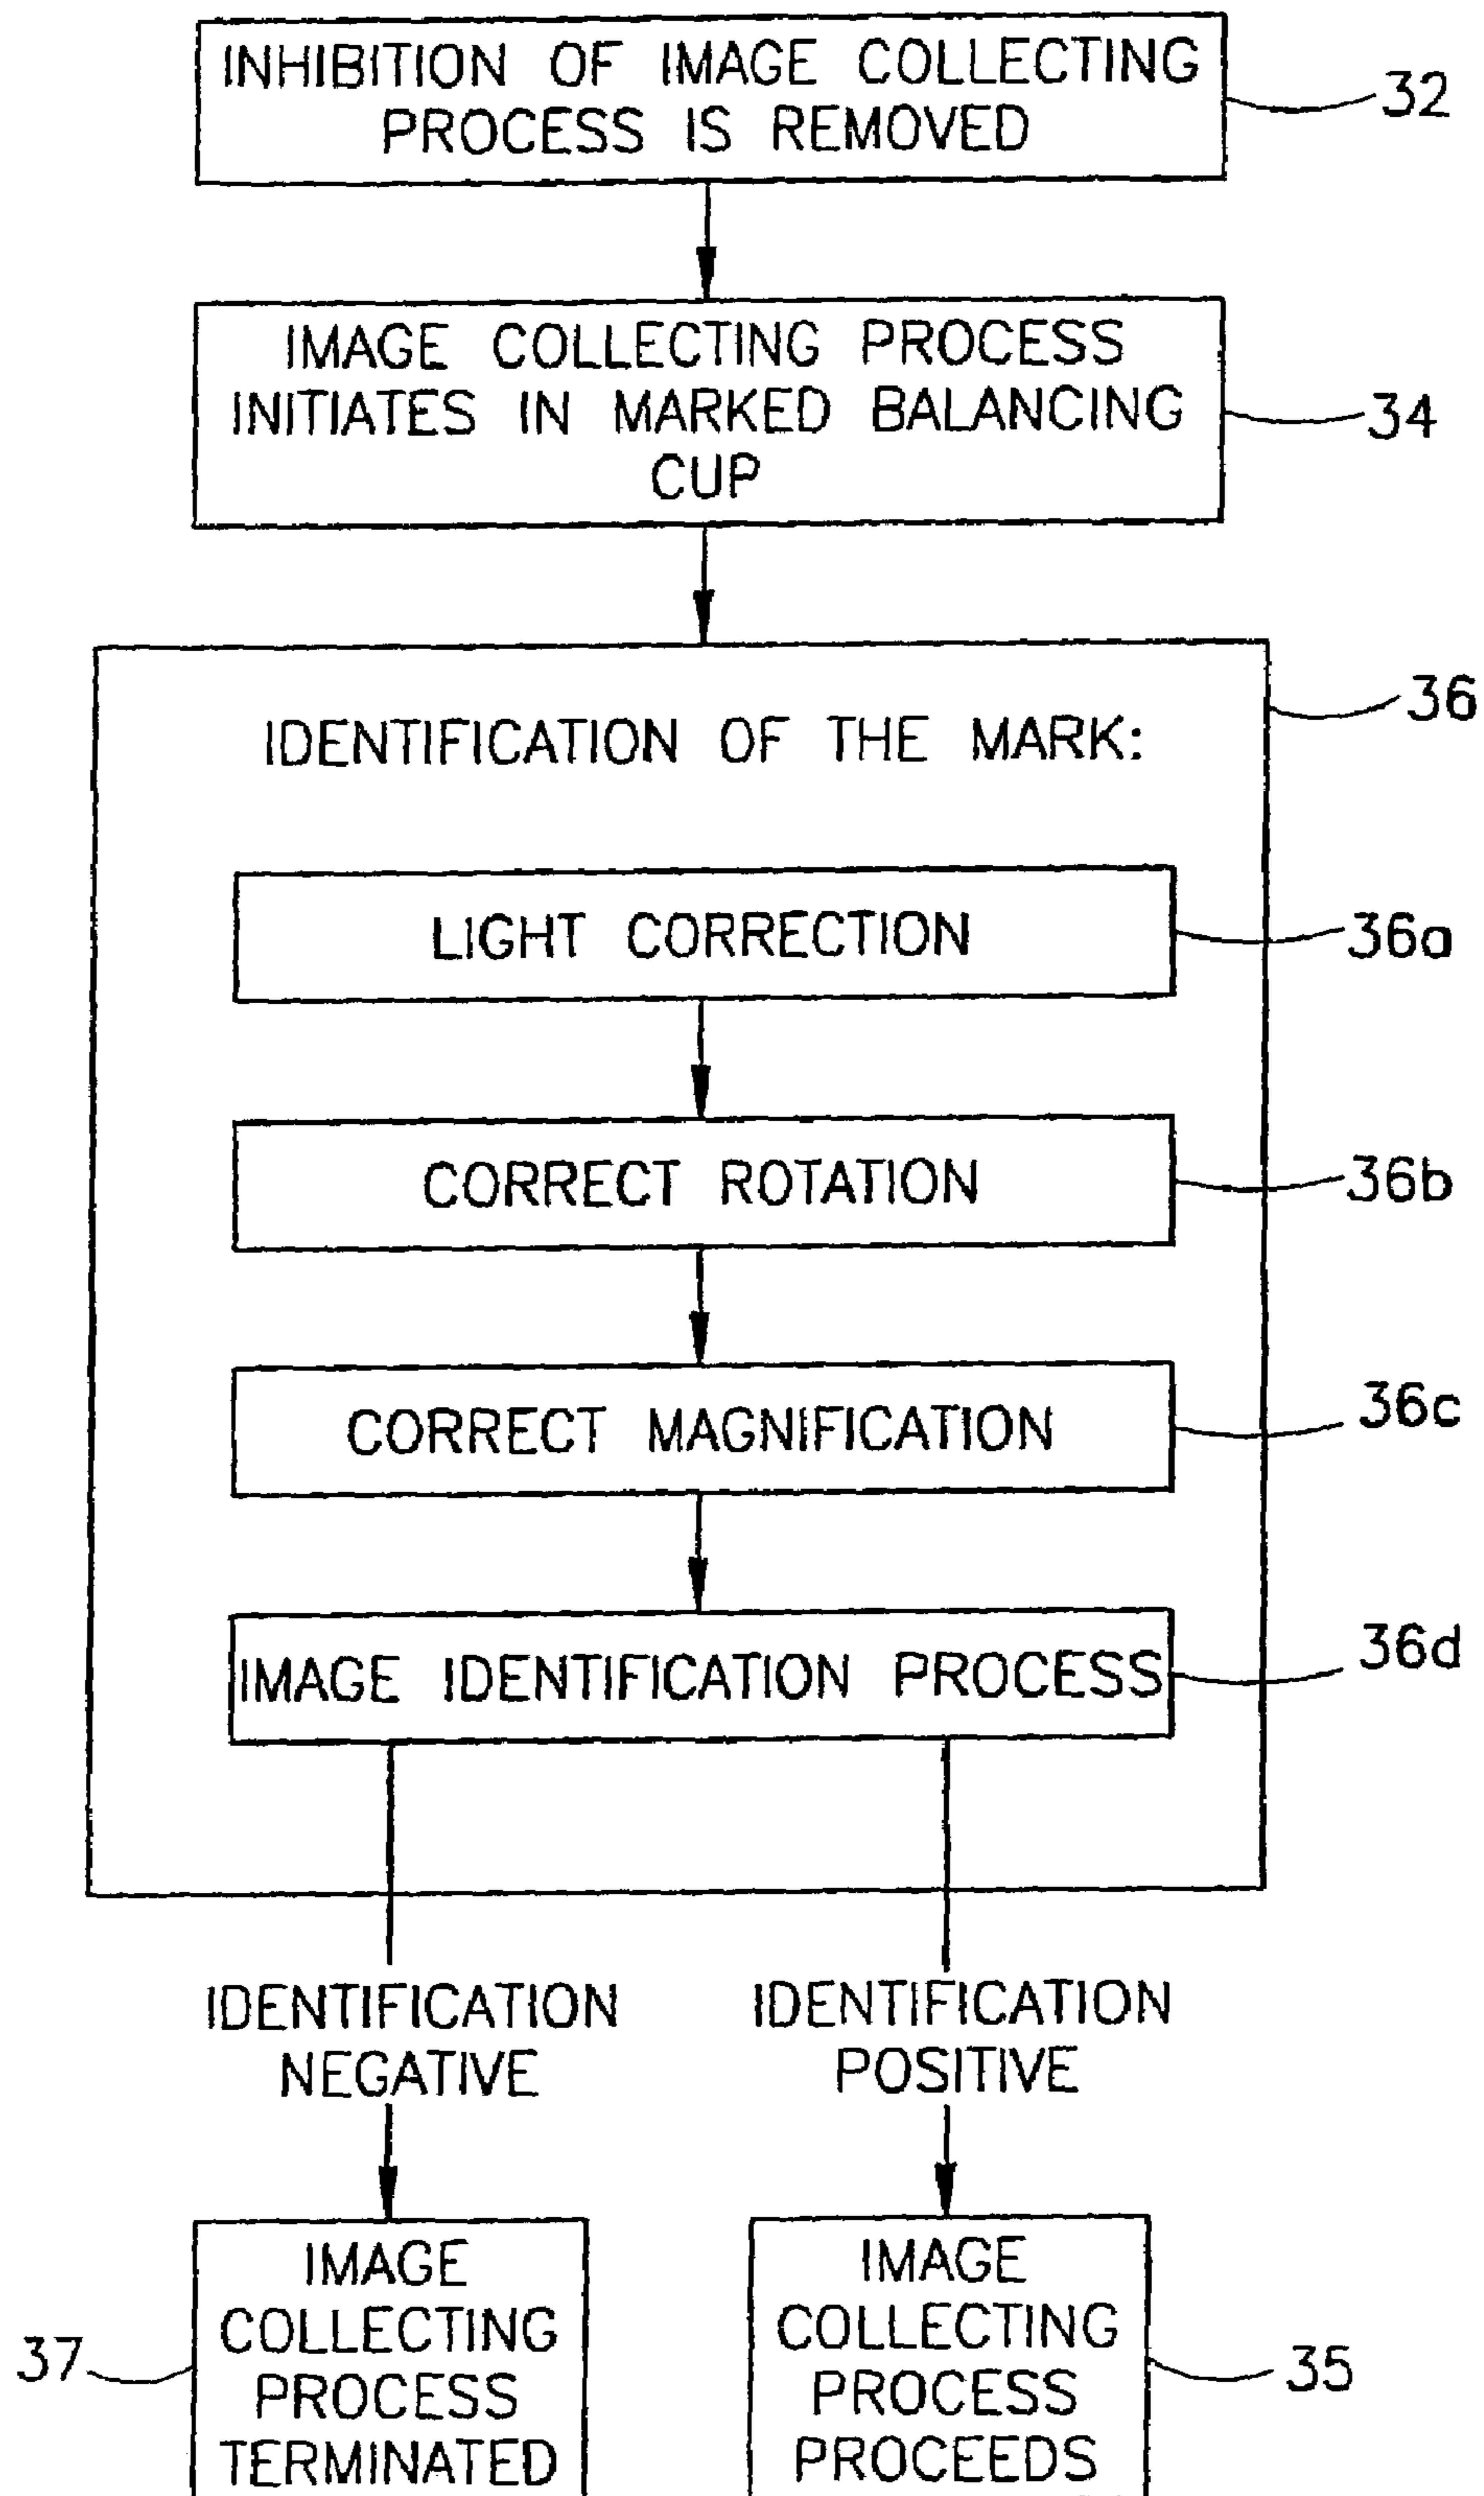 INHIBITION OF IMAGE COLLECTING
PROCESS IS REMOVED
32
IMAGE COLLECTING PROCESS
INITIATES IN MARKED BALANCING
CUP
34
36
IDENTIFICATION OF THE MARK:
LIGHT CORRECTION
36a
CORRECT ROTATION
36b
CORRECT MAGNIFICATION
36c
IMAGE IDENTIFICATION PROCESS
36d
IDENTIFICATION
NEGATIVE
IDENTIFICATION
POSITIVE
IMAGE
COLLECTING
PROCESS
TERMINATED
37
IMAGE
COLLECTING
PROCESS
PROCEEDS
35